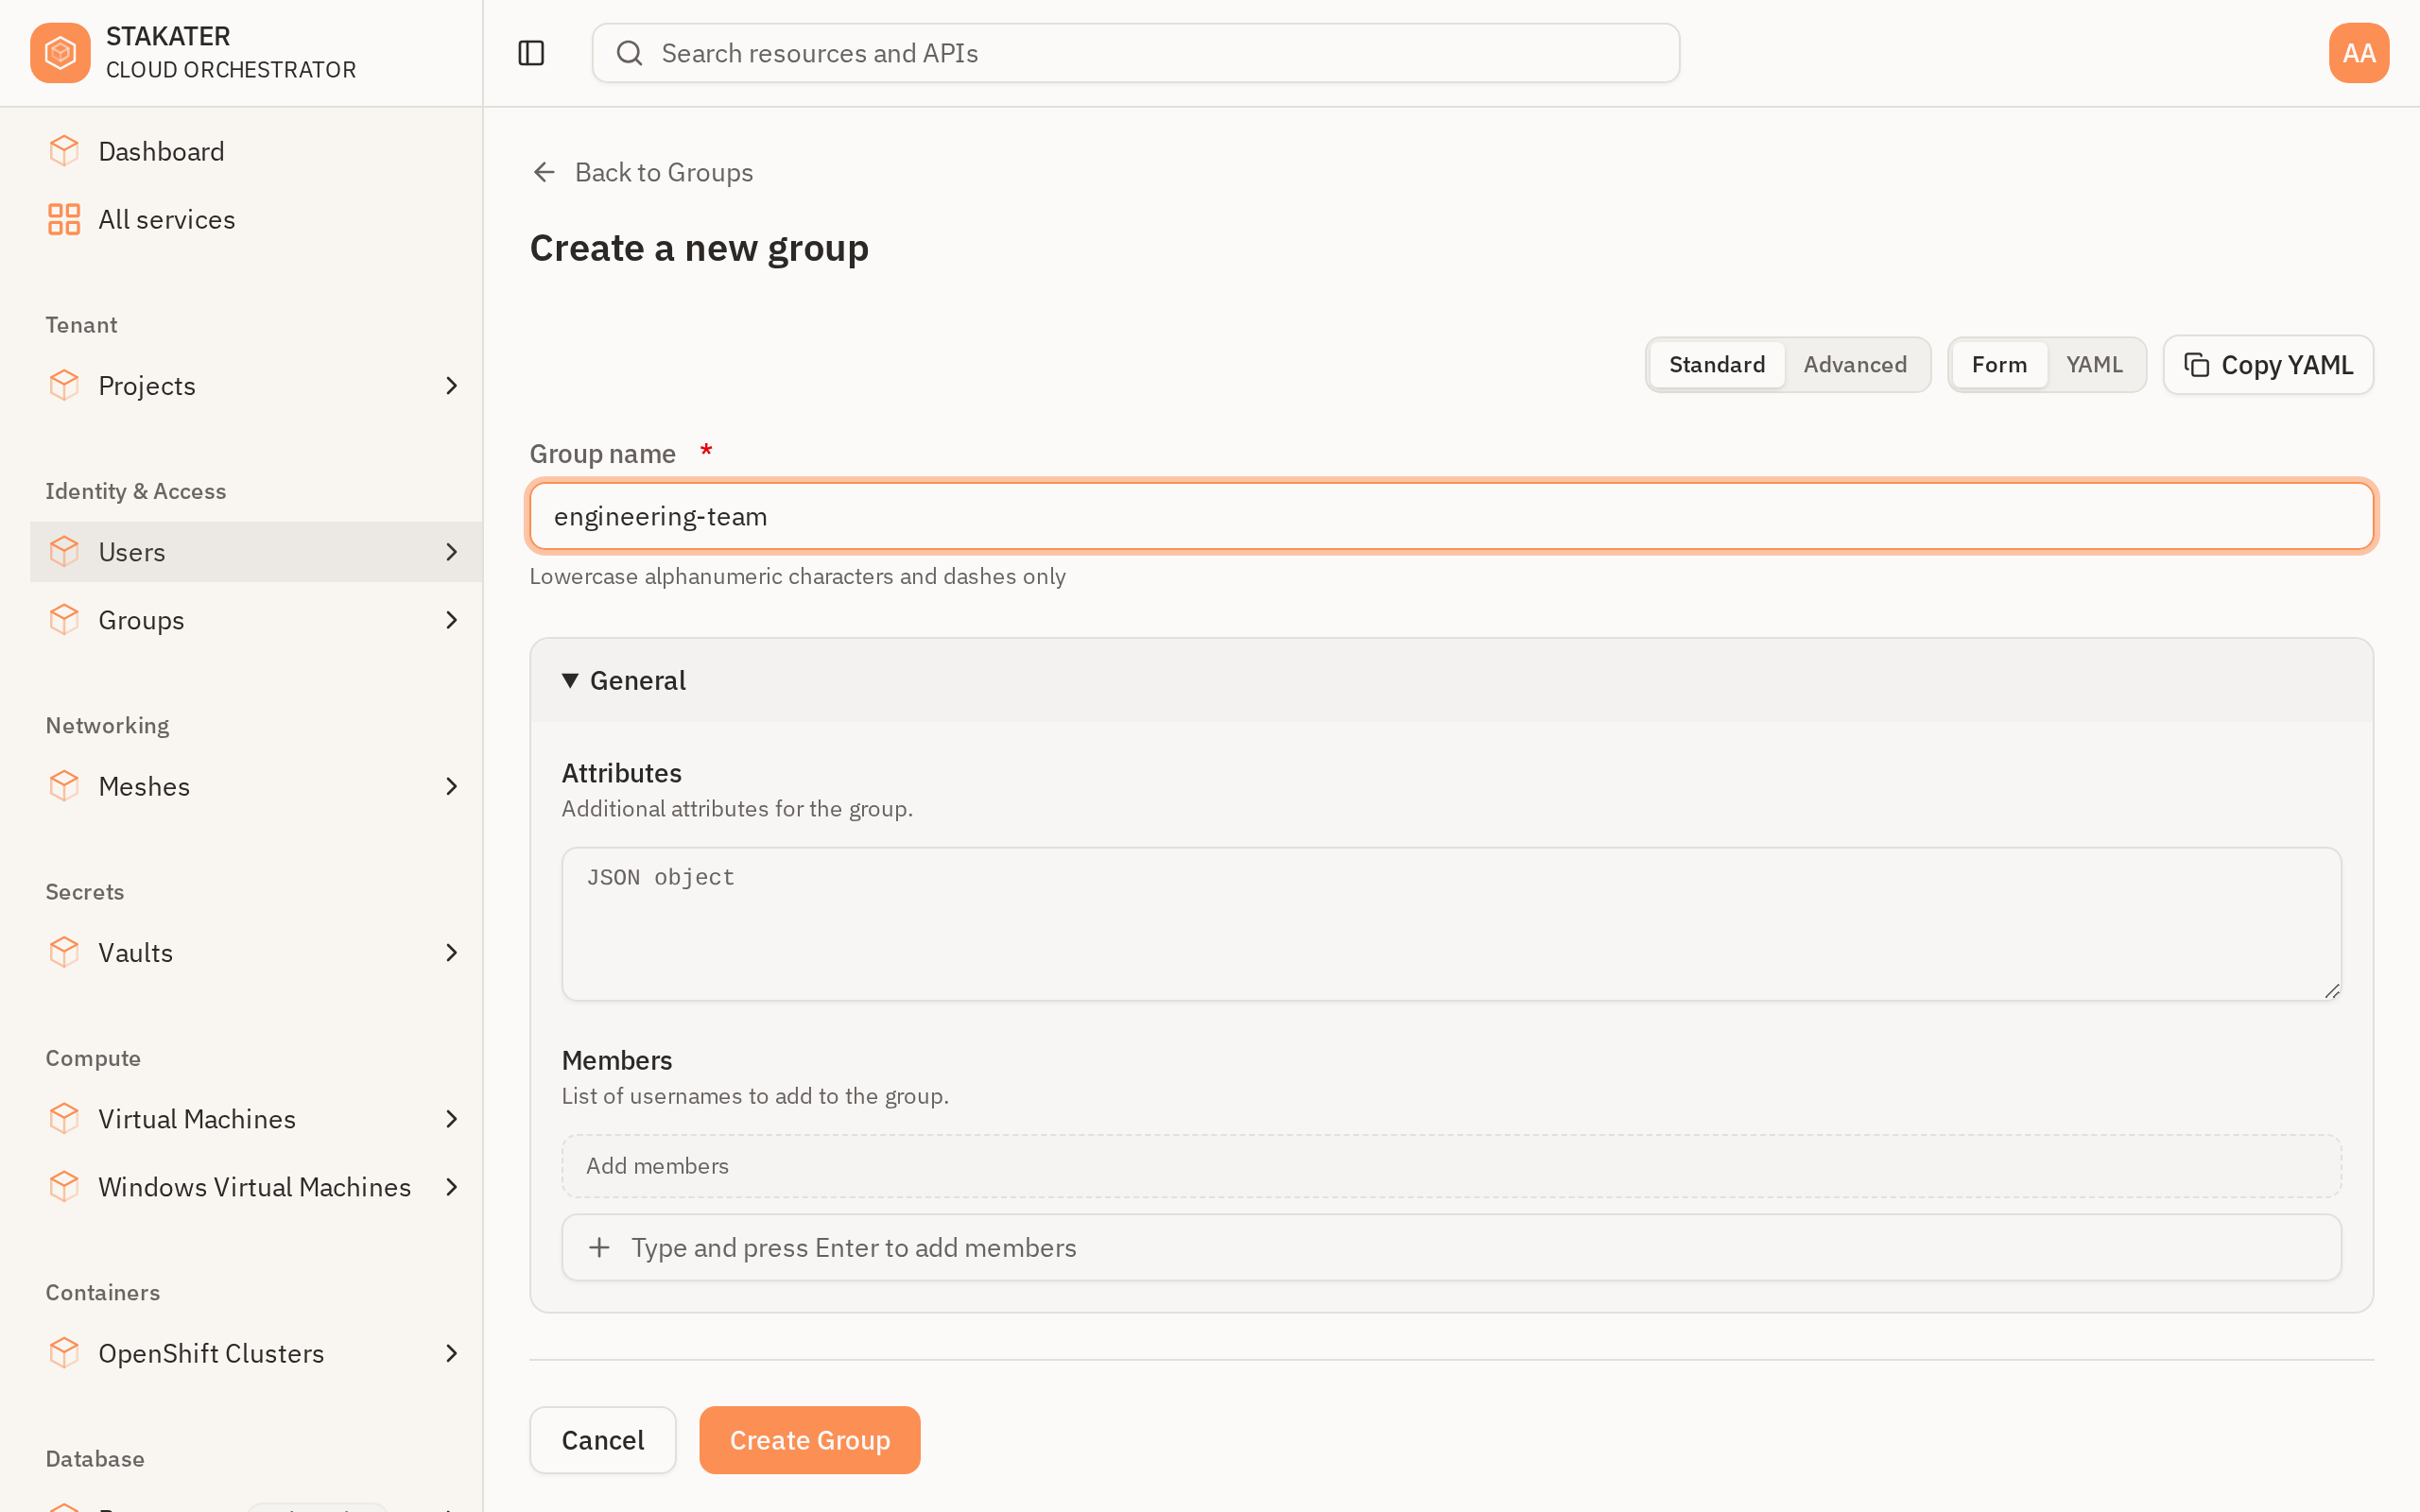 STAKATER
CLOUD ORCHESTRATOR
Search resources and APIs
AA
Dashboard
All services
Tenant
Projects
Identity & Access
Users
Groups
Networking
Meshes
Secrets
Vaults
Compute
Virtual Machines
Windows Virtual Machines
Containers
OpenShift Clusters
Database
Back to Groups
Create a new group
Standard Advanced Form YAML Copy YAML
Group name *
engineering-team
Lowercase alphanumeric characters and dashes only
General
Attributes
Additional attributes for the group.
JSON object
Members
List of usernames to add to the group.
Add members
Type and press Enter to add members
Cancel Create Group